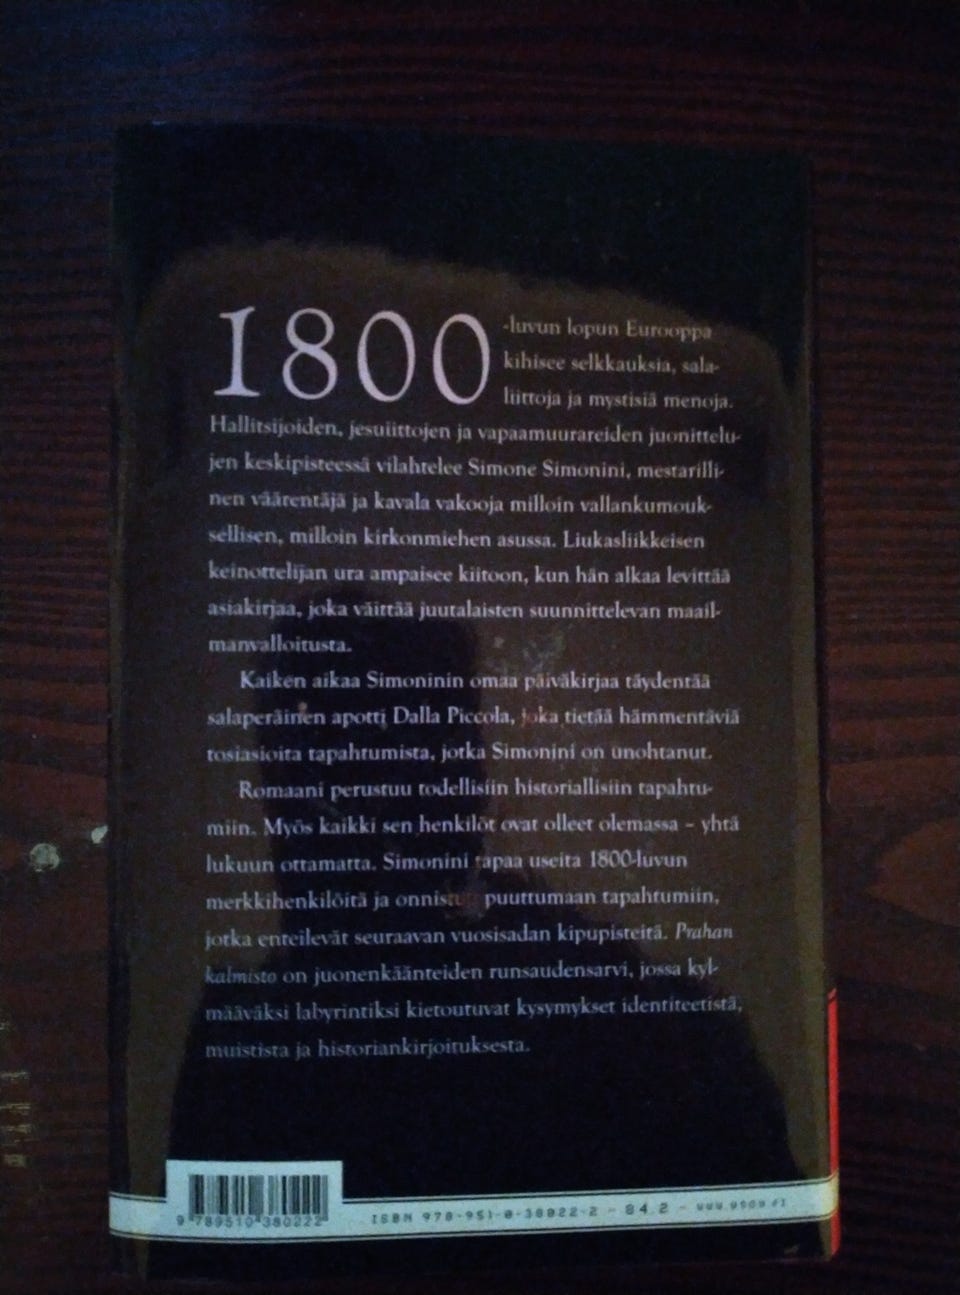 1800
-luvun lopun Eurooppa
kihisee selkkauksia, sala-
liittoja ja mystisiä menoja.
Hallitsijoiden, jesuiittojen ja vapaamuurareiden juonittelu-
jen keskipisteessä vilahtelee Simone Simonini, mestarilli-
nen väärentäjä ja kavala vakooja milloin vallankumouk-
sellisen, milloin kirkonmiehen asussa. Liukasliikkeisen
keinottelijan ura ampaisee kiitoon, kun hän alkaa levittää
asiakirjaa, joka väittää juutalaisten suunnittelevan maail-
manvalloitusta.
Kaiken aikaa Simoninin omaa päiväkirjaa täydentää
salaperäinen apotti Dalla Piccola, joka tietää hämmentäviä
tosiasioita tapahtumista, jotka Simonini on unohtanut.
Romaani perustuu todellisiin historiallisiin tapahtu-
miin. Myös kaikki sen henkilöt ovat olleet olemassa – yhtä
lukuun ottamatta. Simonini tapaa useita 1800-luvun
merkkihenkilöitä ja onnistuu puuttumaan tapahtumiin,
jotka enteilevät seuraavan vuosisadan kipupisteitä. Prahan
kalmisto on juonenkäänteiden runsaudensarvi, jossa kyl-
määväksi labyrintiksi kietoutuvat kysymykset identiteetistä,
muistista ja historiankirjoituksesta.
9 789510 380222
ISBN 978-951-0-38022-2 – 84.2 – www.wsoy.fi